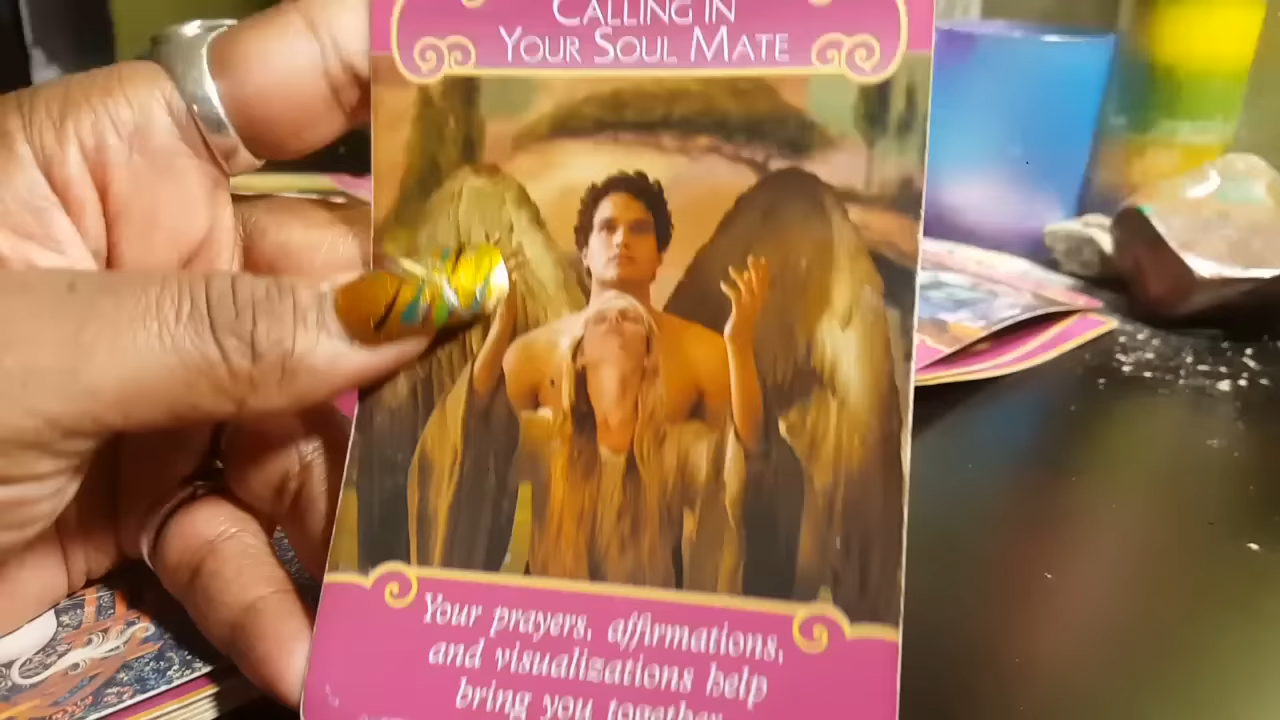 CALLING IN
YOUR SOUL MATE
Your prayers, affirmations,
and visualizations help
bring you together.